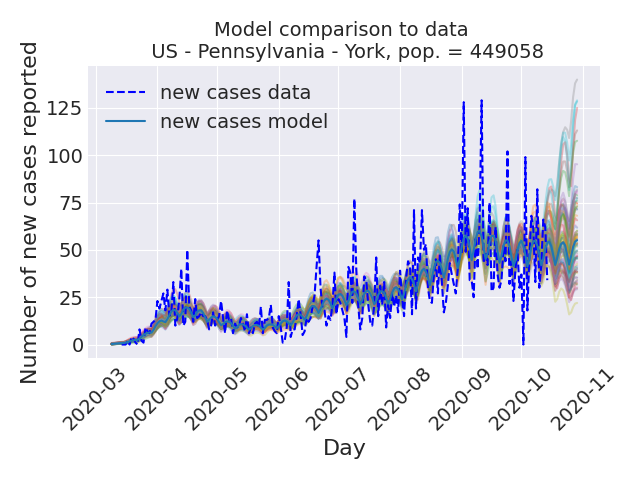 Model comparison to data
US - Pennsylvania - York, pop. = 449058
Number of new cases reported
125
100
75
50
25
0
new cases data
new cases model
2020-03
2020-04
2020-05
2020-06
2020-07
2020-08
2020-09
2020-10
2020-11
Day